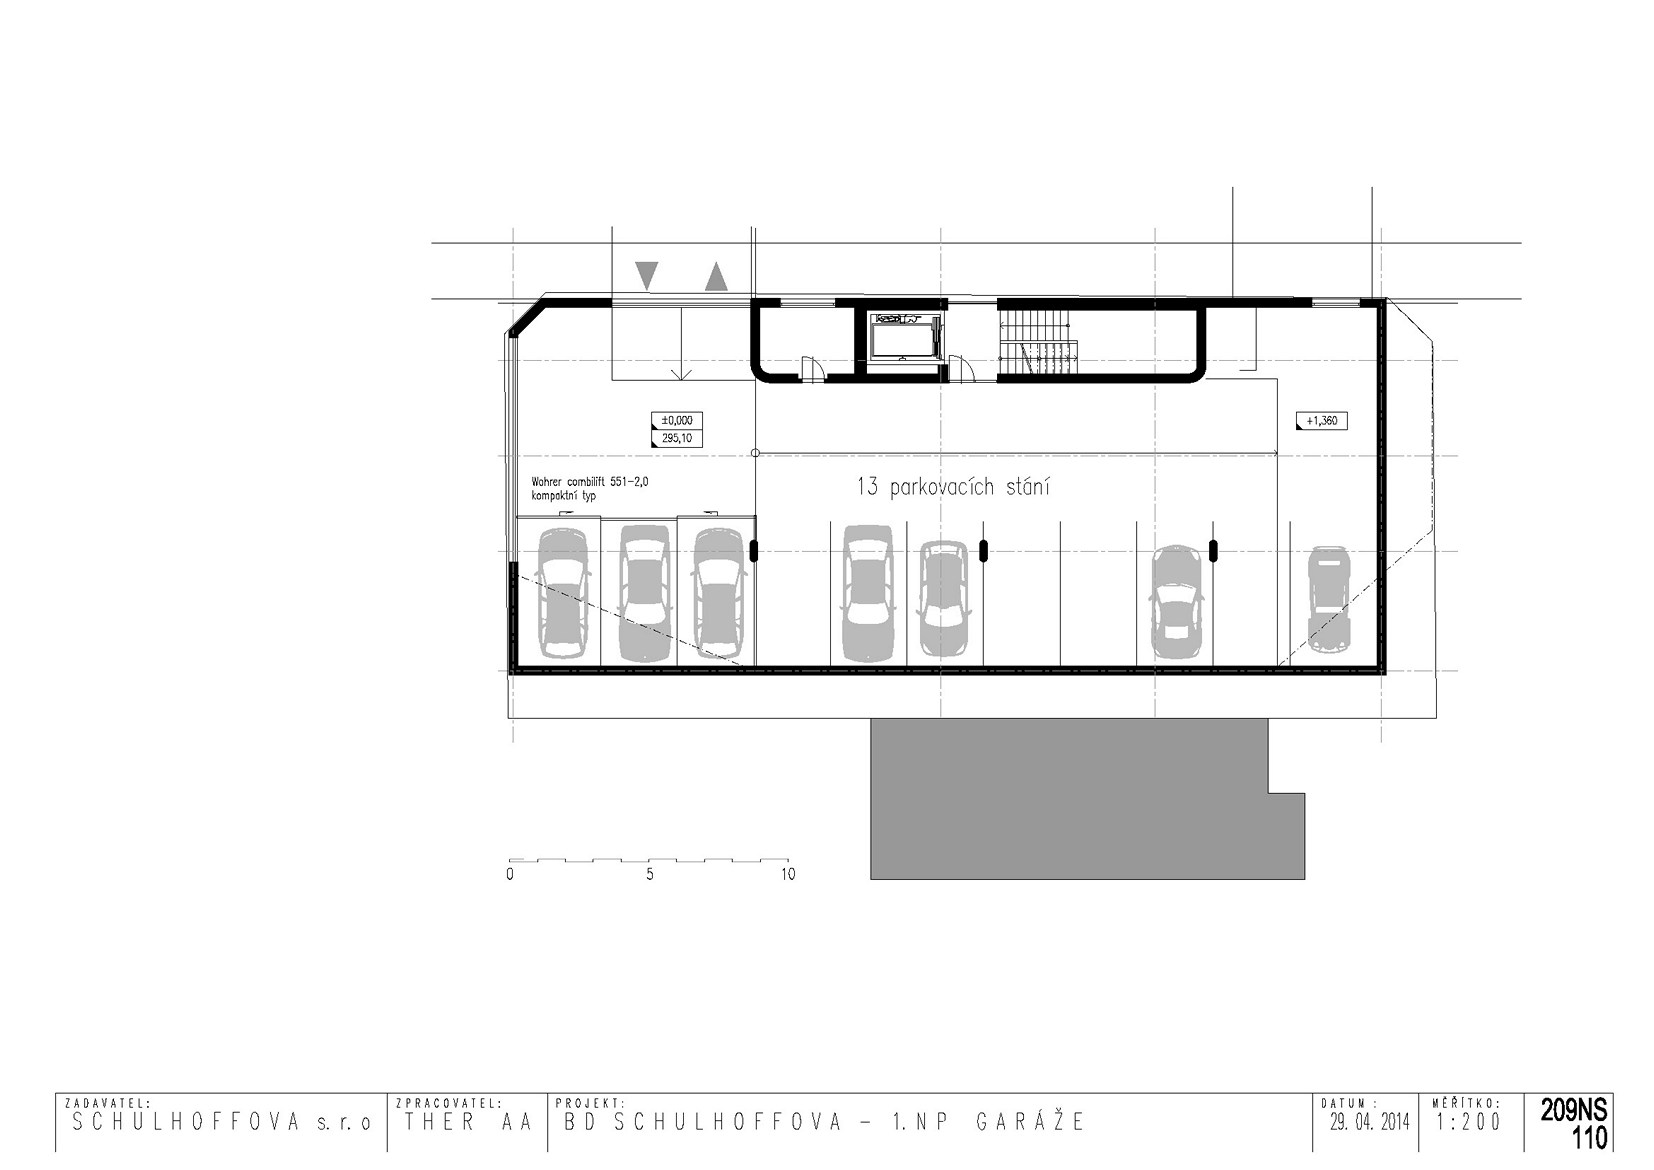 ±0,000
295,10
+1,360
Wohrer combilift 551-2,0
kompaktní typ
13 parkovacích stání
0 5 10
ZADAVATEL:
SCHULHOFFOVA s.r.o
ZPRACOVATEL:
THER AA
PROJEKT:
BD SCHULHOFFOVA - 1.NP GARÁŽE
DATUM :
29. 04. 2014
MĚŘÍTKO:
1:200
209NS
110